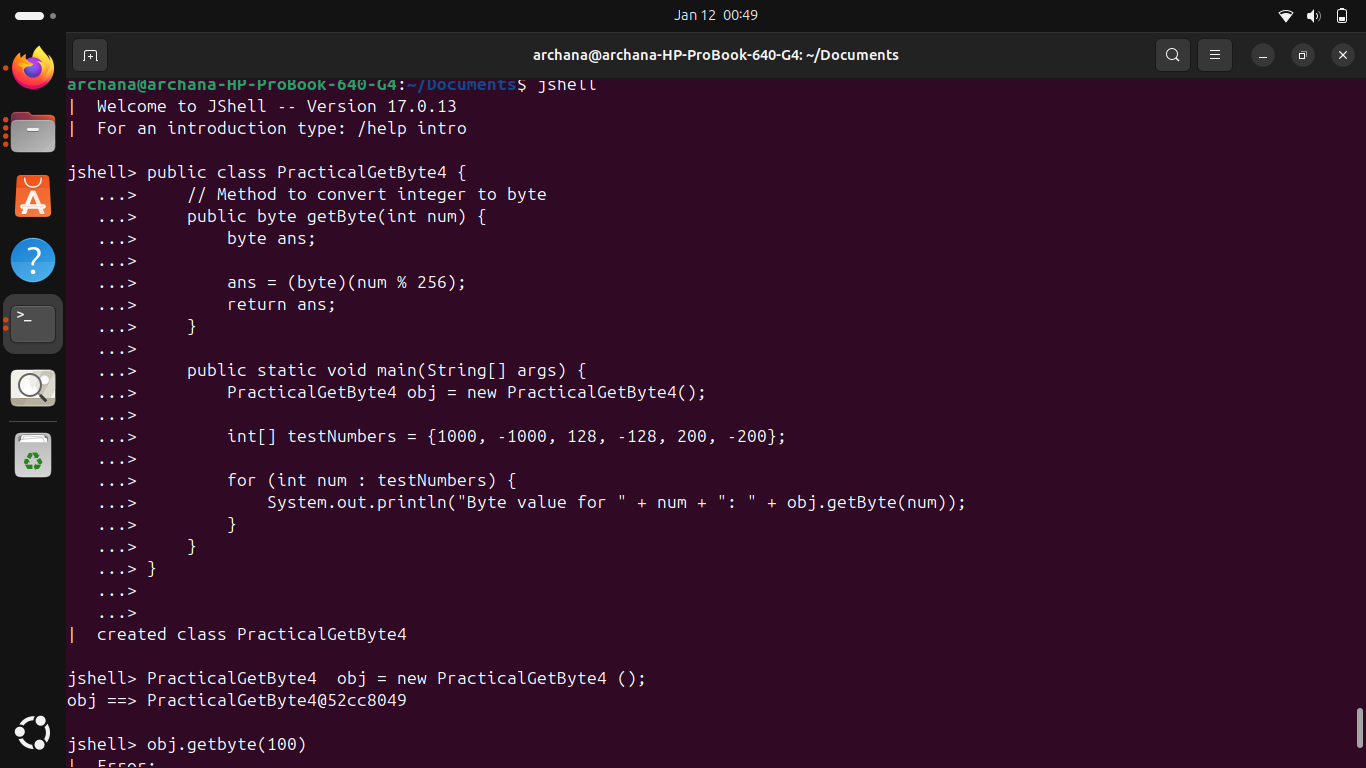 Jan 12  00:49
archana@archana-HP-ProBook-640-G4: ~/Documents
archana@archana-HP-ProBook-640-G4:~/Documents$ jshell
|  Welcome to JShell -- Version 17.0.13
|  For an introduction type: /help intro

jshell> public class PracticalGetByte4 {
   ...>     // Method to convert integer to byte
   ...>     public byte getByte(int num) {
   ...>         byte ans;
   ...>
   ...>         ans = (byte)(num % 256);
   ...>         return ans;
   ...>     }
   ...>
   ...>     public static void main(String[] args) {
   ...>         PracticalGetByte4 obj = new PracticalGetByte4();
   ...>
   ...>         int[] testNumbers = {1000, -1000, 128, -128, 200, -200};
   ...>
   ...>         for (int num : testNumbers) {
   ...>             System.out.println("Byte value for " + num + ": " + obj.getByte(num));
   ...>         }
   ...>     }
   ...> }
   ...>
   ...>
|  created class PracticalGetByte4

jshell> PracticalGetByte4  obj = new PracticalGetByte4 ();
obj ==> PracticalGetByte4@52cc8049

jshell> obj.getbyte(100)
|  Error: